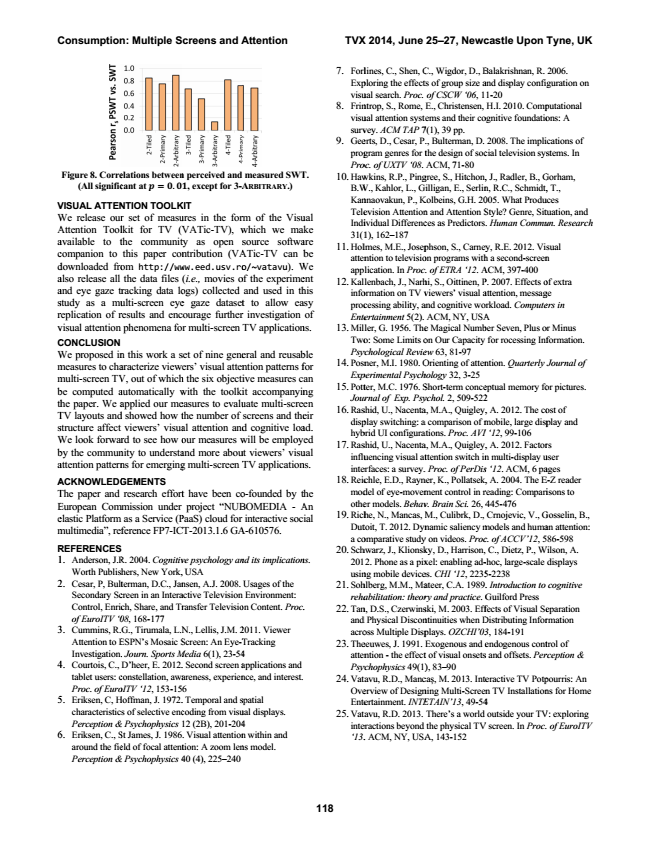 Consumption: Multiple Screens and Attention
TVX 2014, June 25–27, Newcastle Upon Tyne, UK
Pearson r, PSWT vs. SWT
1.0
0.8
0.6
0.4
0.2
0.0
2-Tiled
2-Primary
2-Arbitrary
3-Tiled
3-Primary
3-Arbitrary
4-Tiled
4-Primary
4-Arbitrary
Figure 8. Correlations between perceived and measured SWT.
(All significant at p = 0.01, except for 3-ARBITRARY.)
VISUAL ATTENTION TOOLKIT
We release our set of measures in the form of the Visual
Attention Toolkit for TV (VATic-TV), which we make
available to the community as open source software
companion to this paper contribution (VATic-TV can be
downloaded from http://www.eed.usv.ro/~vatavu). We
also release all the data files (i.e., movies of the experiment
and eye gaze tracking data logs) collected and used in this
study as a multi-screen eye gaze dataset to allow easy
replication of results and encourage further investigation of
visual attention phenomena for multi-screen TV applications.
CONCLUSION
We proposed in this work a set of nine general and reusable
measures to characterize viewers' visual attention patterns for
multi-screen TV, out of which the six objective measures can
be computed automatically with the toolkit accompanying
the paper. We applied our measures to evaluate multi-screen
TV layouts and showed how the number of screens and their
structure affect viewers' visual attention and cognitive load.
We look forward to see how our measures will be employed
by the community to understand more about viewers' visual
attention patterns for emerging multi-screen TV applications.
ACKNOWLEDGEMENTS
The paper and research effort have been co-founded by the
European Commission under project "NUBOMEDIA - An
elastic Platform as a Service (PaaS) cloud for interactive social
multimedia", reference FP7-ICT-2013.1.6 GA-610576.
REFERENCES
1. Anderson, J.R. 2004. Cognitive psychology and its implications.
Worth Publishers, New York, USA
2. Cesar, P, Bulterman, D.C., Jansen, A.J. 2008. Usages of the
Secondary Screen in an Interactive Television Environment:
Control, Enrich, Share, and Transfer Television Content. Proc.
of EuroITV '08, 168-177
3. Cummins, R.G., Tirumala, L.N., Lellis, J.M. 2011. Viewer
Attention to ESPN's Mosaic Screen: An Eye-Tracking
Investigation. Journ. Sports Media 6(1), 23-54
4. Courtois, C., D'heer, E. 2012. Second screen applications and
tablet users: constellation, awareness, experience, and interest.
Proc. of EuroITV '12, 153-156
5. Eriksen, C, Hoffman, J. 1972. Temporal and spatial
characteristics of selective encoding from visual displays.
Perception & Psychophysics 12 (2B), 201-204
6. Eriksen, C., St James, J. 1986. Visual attention within and
around the field of focal attention: A zoom lens model.
Perception & Psychophysics 40 (4), 225–240
7. Forlines, C., Shen, C., Wigdor, D., Balakrishnan, R. 2006.
Exploring the effects of group size and display configuration on
visual search. Proc. of CSCW '06, 11-20
8. Frintrop, S., Rome, E., Christensen, H.I. 2010. Computational
visual attention systems and their cognitive foundations: A
survey. ACM TAP 7(1), 39 pp.
9. Geerts, D., Cesar, P., Bulterman, D. 2008. The implications of
program genres for the design of social television systems. In
Proc. of UXTV '08. ACM, 71-80
10. Hawkins, R.P., Pingree, S., Hitchon, J., Radler, B., Gorham,
B.W., Kahlor, L., Gilligan, E., Serlin, R.C., Schmidt, T.,
Kannaovakun, P., Kolbeins, G.H. 2005. What Produces
Television Attention and Attention Style? Genre, Situation, and
Individual Differences as Predictors. Human Commun. Research
31(1), 162–187
11. Holmes, M.E., Josephson, S., Carney, R.E. 2012. Visual
attention to television programs with a second-screen
application. In Proc. of ETRA '12. ACM, 397-400
12. Kallenbach, J., Narhi, S., Oittinen, P. 2007. Effects of extra
information on TV viewers' visual attention, message
processing ability, and cognitive workload. Computers in
Entertainment 5(2). ACM, NY, USA
13. Miller, G. 1956. The Magical Number Seven, Plus or Minus
Two: Some Limits on Our Capacity for rocessing Information.
Psychological Review 63, 81-97
14. Posner, M.I. 1980. Orienting of attention. Quarterly Journal of
Experimental Psychology 32, 3-25
15. Potter, M.C. 1976. Short-term conceptual memory for pictures.
Journal of Exp. Psychol. 2, 509-522
16. Rashid, U., Nacenta, M.A., Quigley, A. 2012. The cost of
display switching: a comparison of mobile, large display and
hybrid UI configurations. Proc. AVI '12, 99-106
17. Rashid, U., Nacenta, M.A., Quigley, A. 2012. Factors
influencing visual attention switch in multi-display user
interfaces: a survey. Proc. of PerDis '12. ACM, 6 pages
18. Reichle, E.D., Rayner, K., Pollatsek, A. 2004. The E-Z reader
model of eye-movement control in reading: Comparisons to
other models. Behav. Brain Sci. 26, 445-476
19. Riche, N., Mancas, M., Culibrk, D., Crnojevic, V., Gosselin, B.,
Dutoit, T. 2012. Dynamic saliency models and human attention:
a comparative study on videos. Proc. of ACCV'12, 586-598
20. Schwarz, J., Klionsky, D., Harrison, C., Dietz, P., Wilson, A.
2012. Phone as a pixel: enabling ad-hoc, large-scale displays
using mobile devices. CHI '12, 2235-2238
21. Sohlberg, M.M., Mateer, C.A. 1989. Introduction to cognitive
rehabilitation: theory and practice. Guilford Press
22. Tan, D.S., Czerwinski, M. 2003. Effects of Visual Separation
and Physical Discontinuities when Distributing Information
across Multiple Displays. OZCHI'03, 184-191
23. Theeuwes, J. 1991. Exogenous and endogenous control of
attention - the effect of visual onsets and offsets. Perception &
Psychophysics 49(1), 83–90
24. Vatavu, R.D., Mancaș, M. 2013. Interactive TV Potpourris: An
Overview of Designing Multi-Screen TV Installations for Home
Entertainment. INTETAIN'13, 49-54
25. Vatavu, R.D. 2013. There's a world outside your TV: exploring
interactions beyond the physical TV screen. In Proc. of EuroITV
'13. ACM, NY, USA, 143-152
118